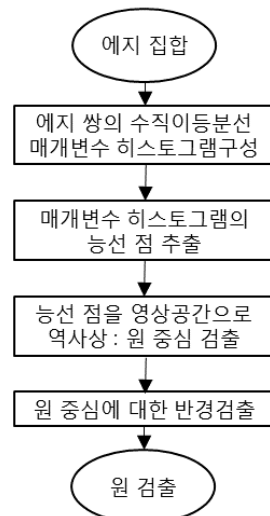 에지 집합
에지 쌍의 수직이등분선
매개변수 히스토그램구성
매개변수 히스토그램의
능선 점 추출
능선 점을 영상공간으로
역사상 : 원 중심 검출
원 중심에 대한 반경검출
원 검출